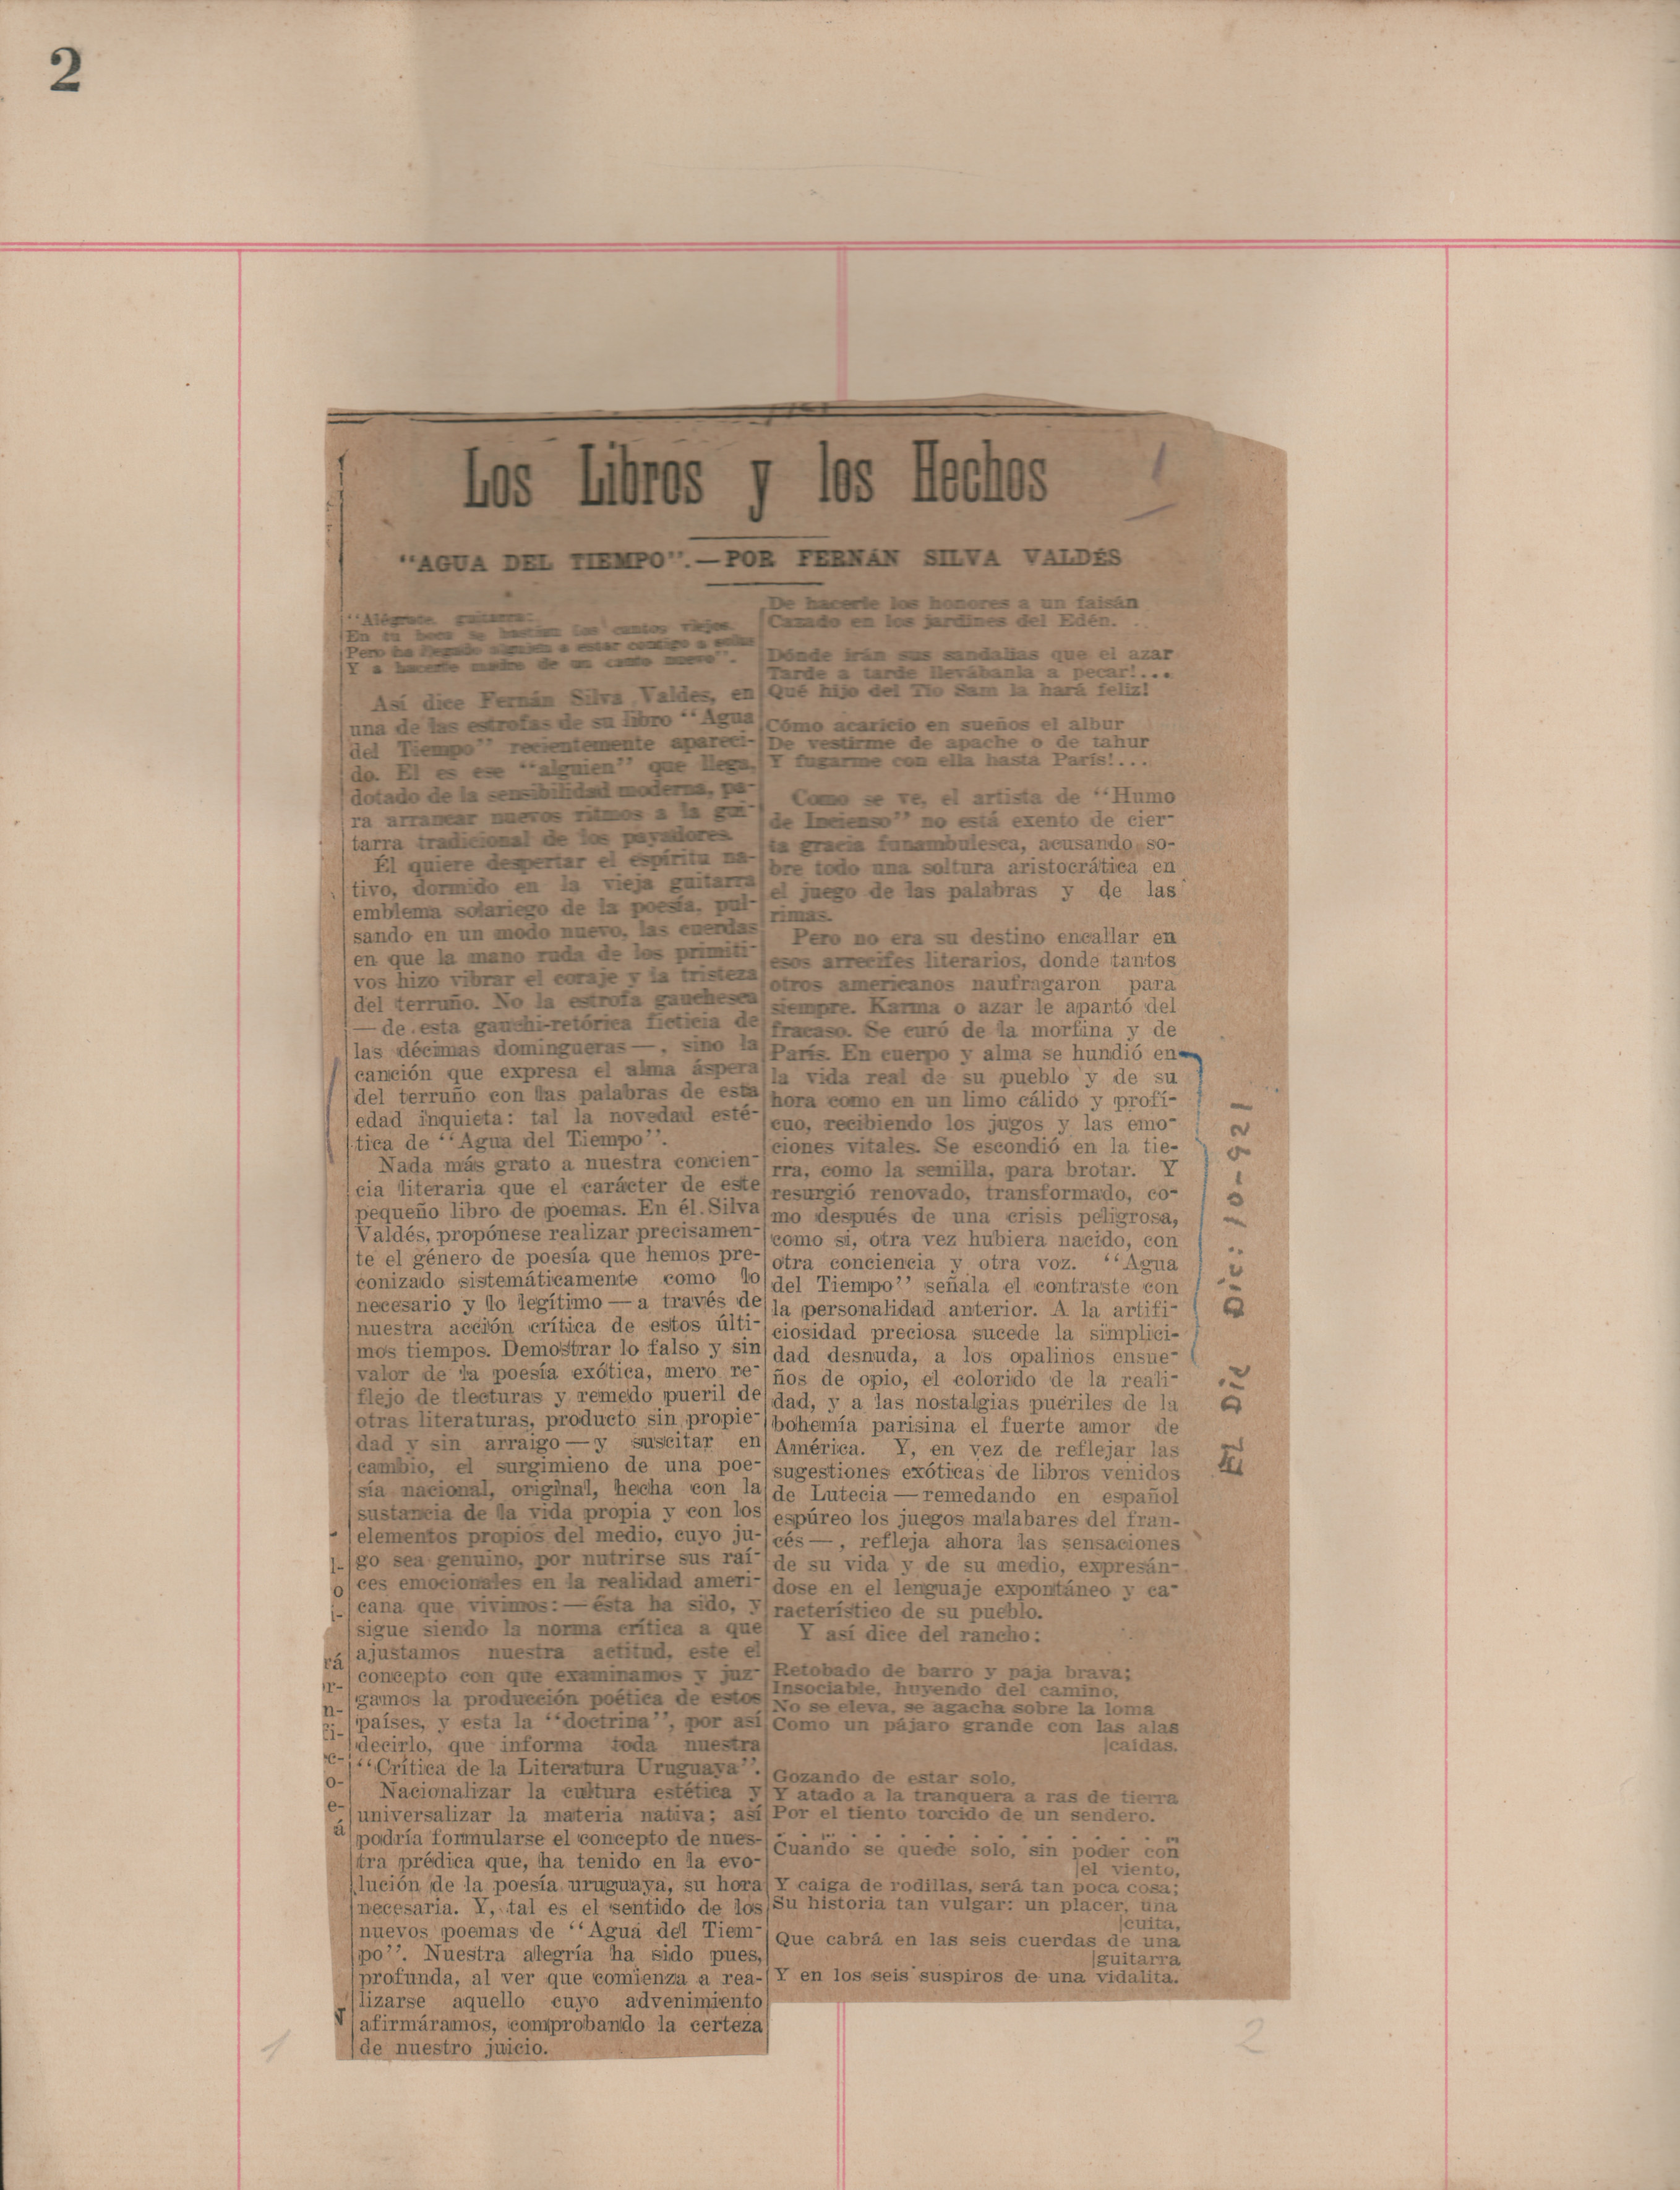 2
Los Libros y los Hechos
1
"AGUA DEL TIEMPO".—POR FERNÁN SILVA VALDÉS
"Alégrate, guitarra:
En tu boca se bastían los cantos viejos
Pero ha llegado alguien a estar contigo a solas
Y a hacerte madre de un canto nuevo".
Así dice Fernán Silva Valdes, en
una de las estrofas de su libro "Agua
del Tiempo" recientemente apareci-
do. El es ese "alguien" que llega,
dotado de la sensibilidad moderna, pa-
ra arrancar nuevos ritmos a la gui-
tarra tradicional de los payadores.
Él quiere despertar el espíritu na-
tivo, dormido en la vieja guitarra
emblema solariego de la poesía, pul-
sando en un modo nuevo, las cuerdas
en que la mano ruda de los primiti-
vos hizo vibrar el coraje y la tristeza
del terruño. No la estrofa gauchesca
—de esta gauchi-retórica ficticia de
las décimas domingueras—, sino la
canción que expresa el alma áspera
del terruño con las palabras de esta
edad inquieta: tal la novedad esté-
tica de "Agua del Tiempo".
Nada más grato a nuestra concien-
cia literaria que el carácter de este
pequeño libro de poemas. En él Silva
Valdés, propónese realizar precisamen-
te el género de poesía que hemos pre-
conizado sistemáticamente como lo
necesario y lo legítimo—a través de
nuestra acción crítica de estos últi-
mos tiempos. Demostrar lo falso y sin
valor de la poesía exótica, mero re-
flejo de tlecturas y remedo pueril de
otras literaturas, producto sin propie-
dad y sin arraigo—y suscitar en
cambio, el surgimieno de una poe-
sía nacional, original, hecha con la
sustancia de la vida propia y con los
elementos propios del medio, cuyo ju-
go sea genuino, por nutrirse sus raí-
ces emocionales en la realidad ameri-
cana que vivimos:—ésta ha sido, y
sigue siendo la norma crítica a que
ajustamos nuestra actitud, este el
concepto con que examinamos y juz-
gamos la producción poética de estos
países, y esta la "doctrina", por así
decirlo, que informa toda nuestra
"Crítica de la Literatura Uruguaya".
Nacionalizar la cultura estética y
universalizar la materia nativa; así
podría formularse el concepto de nues-
tra prédica que, ha tenido en la evo-
lución de la poesía uruguaya, su hora
necesaria. Y, tal es el sentido de los
nuevos poemas de "Agua del Tiem-
po". Nuestra alegría ha sido pues,
profunda, al ver que comienza a rea-
lizarse aquello cuyo advenimiento
afirmáramos, comprobando la certeza
de nuestro juicio.
De hacerle los honores a un faisán
Cazado en los jardines del Edén.
Dónde irán sus sandalias que el azar
Tarde a tarde llevábanla a pecar!...
Qué hijo del Tío Sam la hará feliz!
Cómo acaricio en sueños el albur
De vestirme de apache o de tahur
Y fugarme con ella hasta París!...
Como se ve, el artista de "Humo
de Incienso" no está exento de cier-
ta gracia funambulesca, acusando so-
bre todo una soltura aristocrática en
el juego de las palabras y de las
rimas.
Pero no era su destino encallar en
esos arrecifes literarios, donde tantos
otros americanos naufragaron para
siempre. Karma o azar le apartó del
fracaso. Se curó de la morfina y de
París. En cuerpo y alma se hundió en
la vida real de su pueblo y de su
hora como en un limo cálido y profi-
cuo, recibiendo los jugos y las emo-
ciones vitales. Se escondió en la tie-
rra, como la semilla, para brotar. Y
resurgió renovado, transformado, co-
mo después de una crisis peligrosa,
como si, otra vez hubiera nacido, con
otra conciencia y otra voz. "Agua
del Tiempo" señala el contraste con
la personalidad anterior. A la artifi-
ciosidad preciosa sucede la simplici-
dad desnuda, a los opalinos ensue-
ños de opio, el colorido de la reali-
dad, y a las nostalgias puériles de la
bohemía parisina el fuerte amor de
América. Y, en vez de reflejar las
sugestiones exóticas de libros venidos
de Lutecia—remedando en español
espúreo los juegos malabares del fran-
cés—, refleja ahora las sensaciones
de su vida y de su medio, expresán-
dose en el lenguaje expontáneo y ca-
racterístico de su pueblo.
Y así dice del rancho:
Retobado de barro y paja brava;
Insociable, huyendo del camino,
No se eleva, se agacha sobre la loma
Como un pájaro grande con las alas
|caídas.
Gozando de estar solo,
Y atado a la tranquera a ras de tierra
Por el tiento torcido de un sendero.
Cuando se quede solo, sin poder con
|el viento,
Y caiga de rodillas, será tan poca cosa;
Su historia tan vulgar: un placer, una
|cuita,
Que cabrá en las seis cuerdas de una
|guitarra
Y en los seis suspiros de una vidalita.
El Día Dic: 10-921
1
2